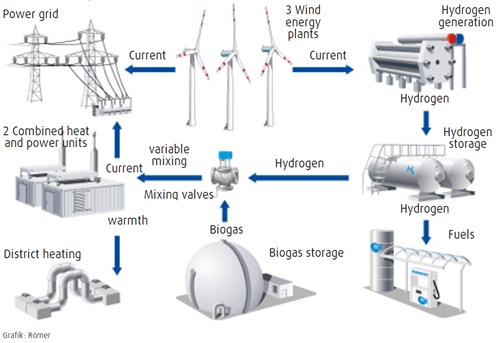 Power grid
3 Wind
energy
plants
Hydrogen
generation
Current
Current
Hydrogen
2 Combined heat
and power units
variable
mixing
Hydrogen
storage
Current
Hydrogen
Mixing valves
H₂
Hydrogen
warmth
Biogas
Fuels
District heating
Biogas storage
Grafik: Römer